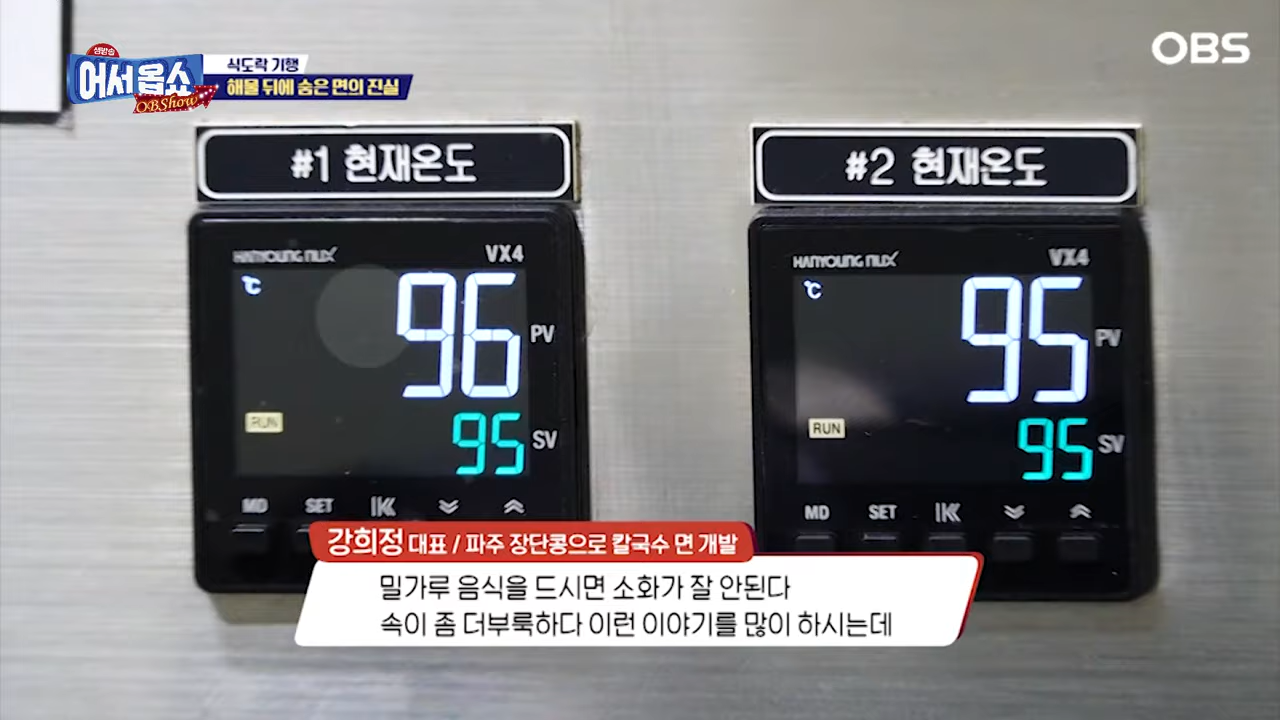 생방송
어서옵쇼
OBShow
식도락 기행
해물 뒤에 숨은 면의 진실
OBS
#1 현재온도
#2 현재온도
HANYOUNG NUX VX4
℃
96 PV
RUN
95 SV
MD SET
HANYOUNG NUX VX4
℃
95 PV
RUN
95 SV
MD SET
강희정 대표 / 파주 장단콩으로 칼국수 면 개발
밀가루 음식을 드시면 소화가 잘 안된다
속이 좀 더부룩하다 이런 이야기를 많이 하시는데